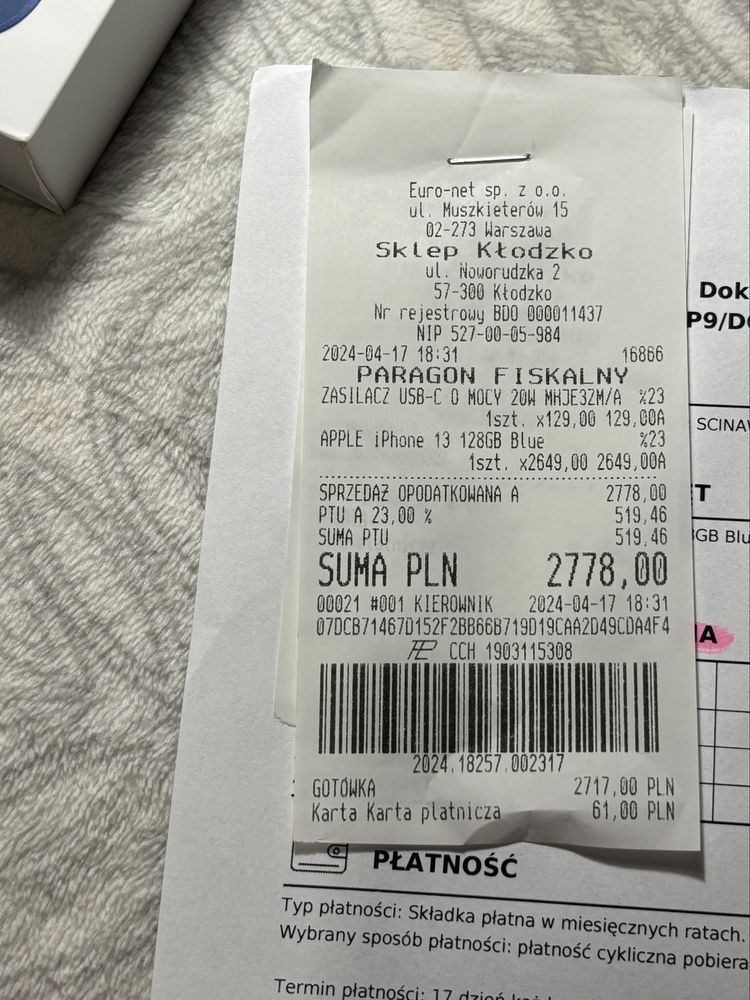 Euro-net sp. z o.o.
ul. Muszkieterów 15
02-273 Warszawa
Sklep Kłodzko
ul. Noworudzka 2
57-300 Kłodzko
Nr rejestrowy BDO 000011437
NIP 527-00-05-984
2024-04-17 18:31 16866
PARAGON FISKALNY
ZASILACZ USB-C O MOCY 20W MHJE3ZM/A %23
1szt. x129,00 129,00A
APPLE iPhone 13 128GB Blue %23
1szt. x2649,00 2649,00A
SPRZEDAŻ OPODATKOWANA A 2778,00
PTU A 23,00 % 519,46
SUMA PTU 519,46
SUMA PLN 2778,00
00021 #001 KIEROWNIK 2024-04-17 18:31
07DCB71467D152F2BB66B719D19CAA2D49CDA4F4
CCH 1903115308
2024.18257.002317
GOTÓWKA 2717,00 PLN
Karta Karta płatnicza 61,00 PLN
Dok
P9/D
SCINAW
T
GB Blu
A
PŁATNOŚĆ
Typ płatności: Składka płatna w miesięcznych ratach.
Wybrany sposób płatności: płatność cykliczna pobiera
Termin płatności: 17 dzień